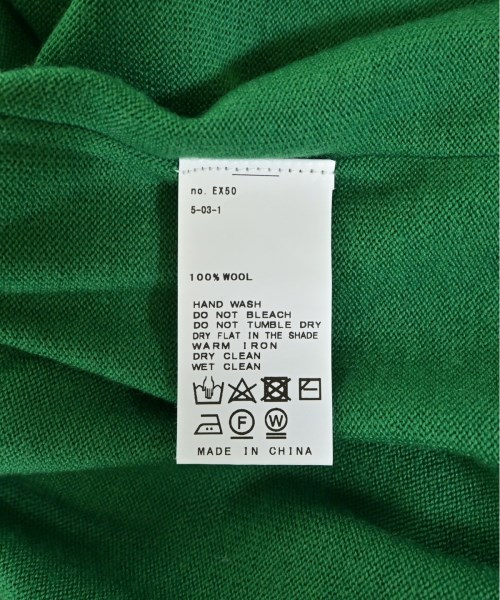 no. EX50
5-03-1
100% WOOL
HAND WASH
DO NOT BLEACH
DO NOT TUMBLE DRY
DRY FLAT IN THE SHADE
WARM IRON
DRY CLEAN
WET CLEAN
F W
MADE IN CHINA